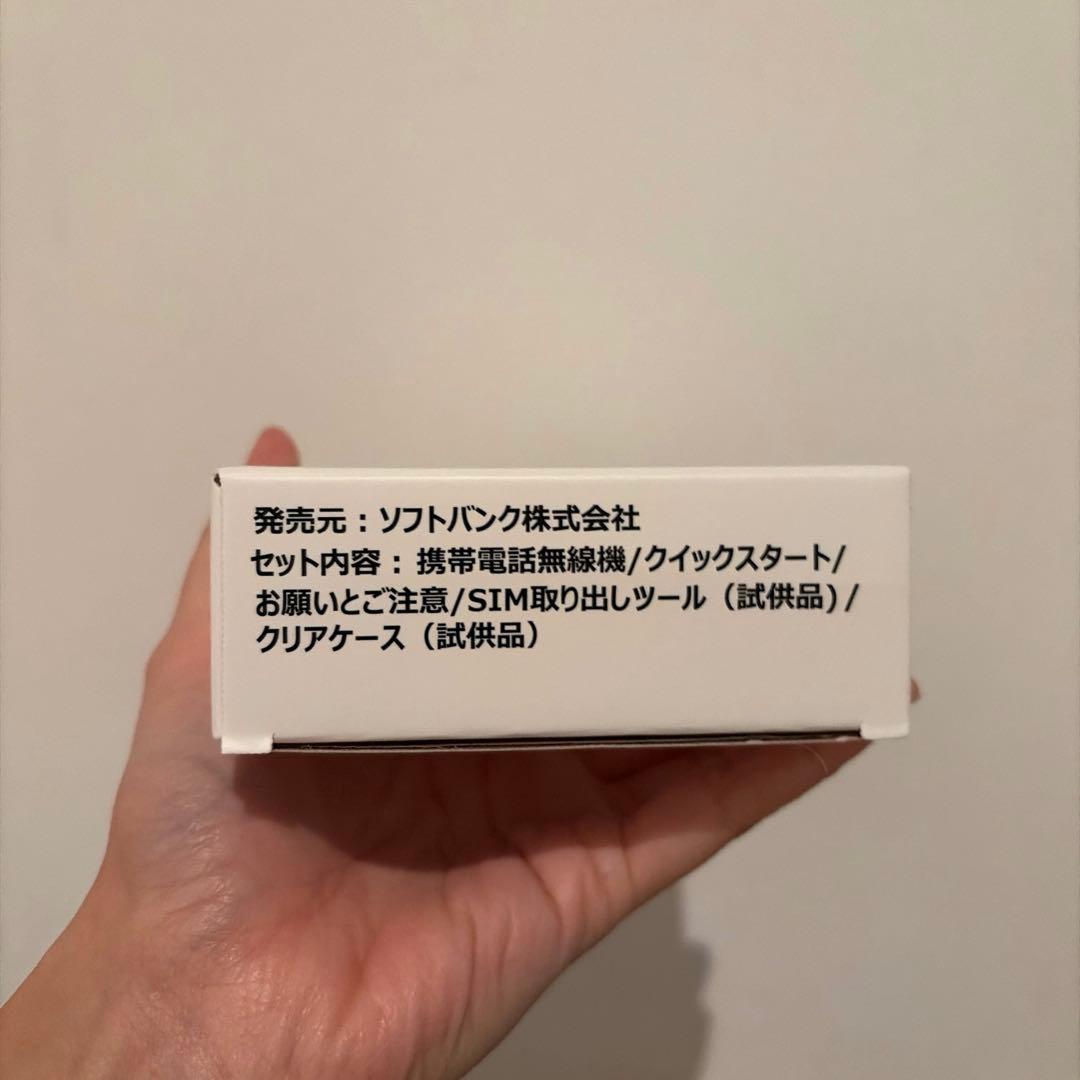 発売元：ソフトバンク株式会社
セット内容：携帯電話無線機/クイックスタート/
お願いとご注意/SIM取り出しツール（試供品)/
クリアケース（試供品）